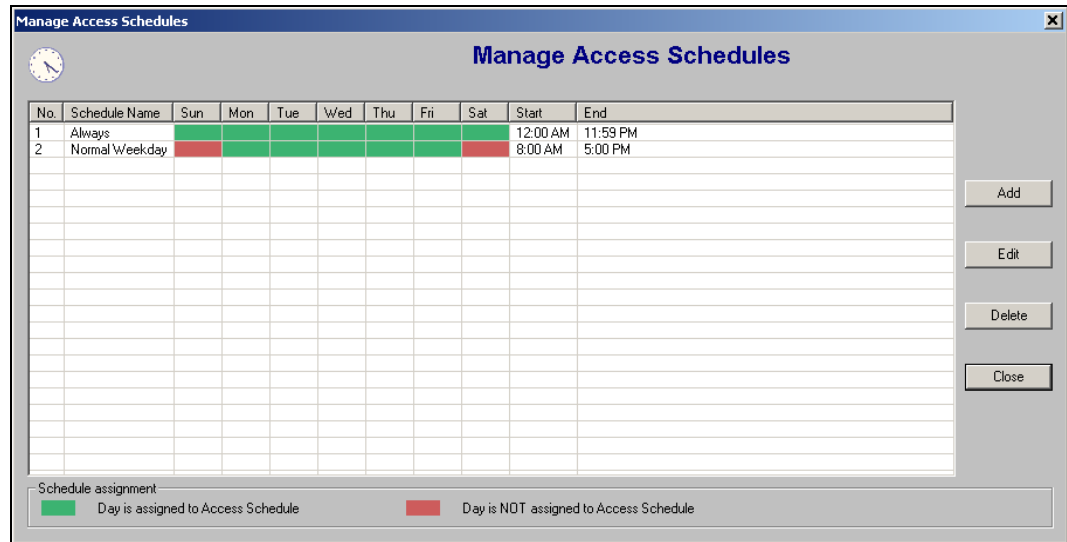 Manage Access Schedules
Manage Access Schedules
No. Schedule Name Sun Mon Tue Wed Thu Fri Sat Start End
1 Always 12:00 AM 11:59 PM
2 Normal Weekday 8:00 AM 5:00 PM
Add
Edit
Delete
Close
Schedule assignment
Day is assigned to Access Schedule Day is NOT assigned to Access Schedule